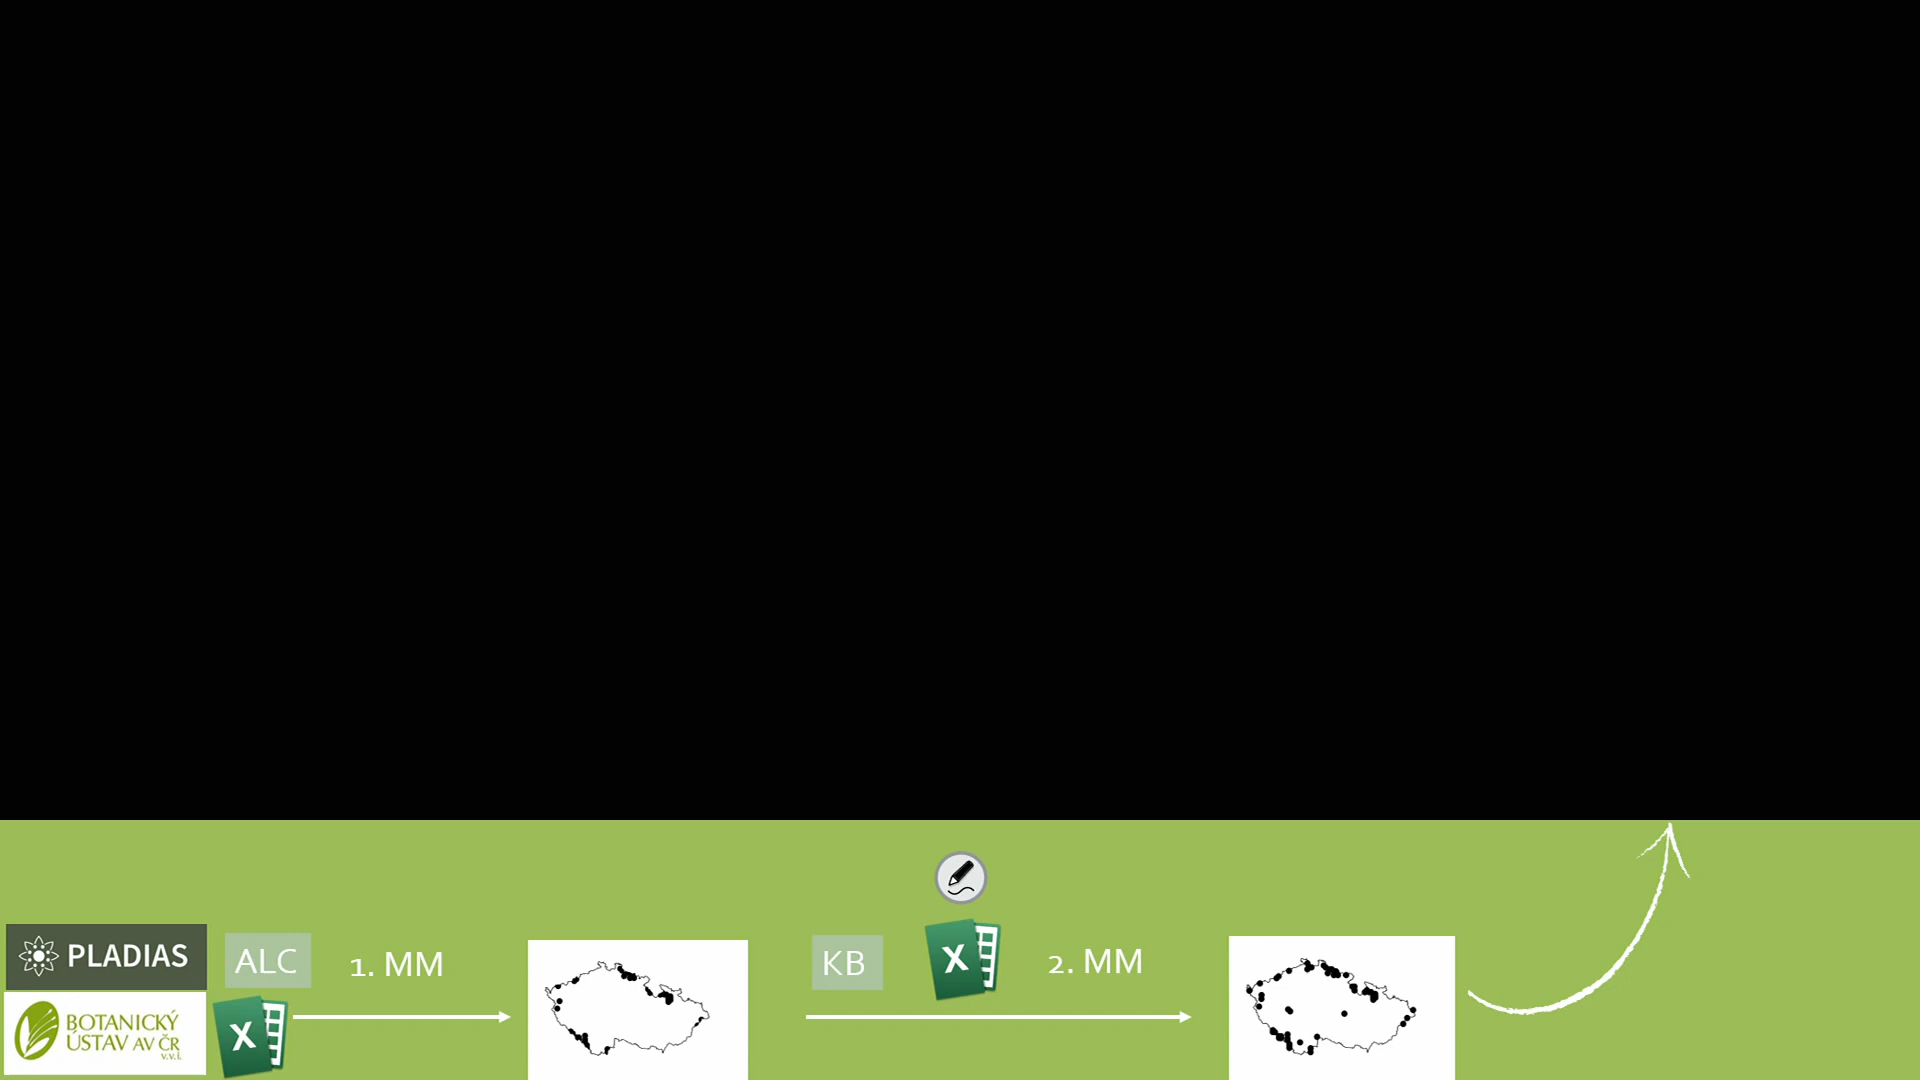 PLADIAS
ALC
1. MM
KB
2. MM
X
BOTANICKÝ
ÚSTAV AV ČR
v.v.i.
X